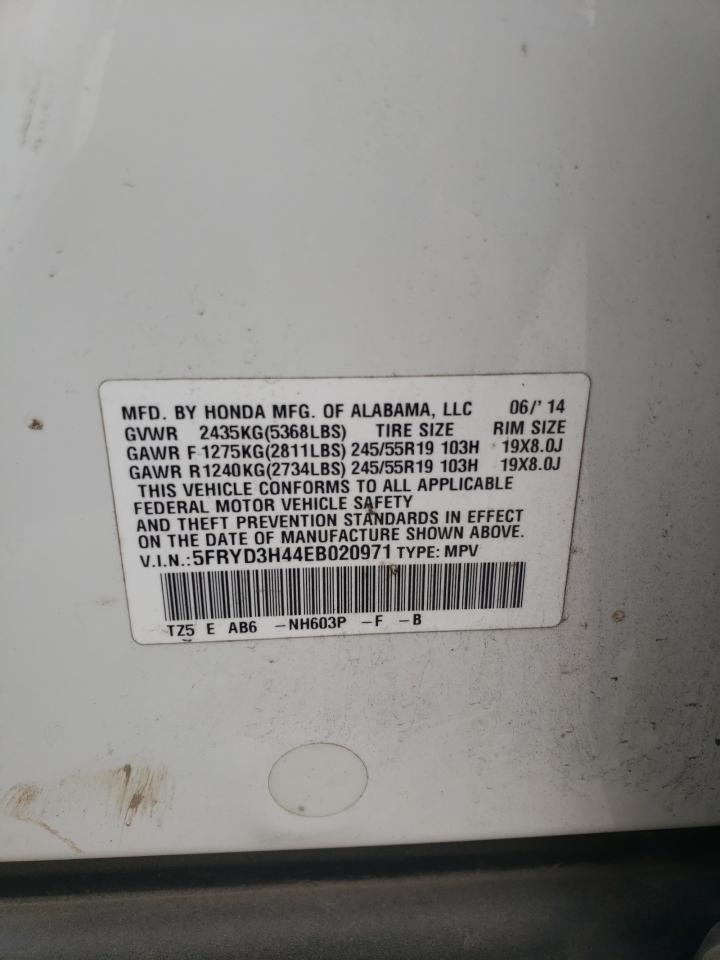 MFD. BY HONDA MFG. OF ALABAMA, LLC 06/'14
GVWR 2435KG(5368LBS) TIRE SIZE RIM SIZE
GAWR F 1275KG(2811LBS) 245/55R19 103H 19X8.0J
GAWR R1240KG(2734LBS) 245/55R19 103H 19X8.0J
THIS VEHICLE CONFORMS TO ALL APPLICABLE
FEDERAL MOTOR VEHICLE SAFETY
AND THEFT PREVENTION STANDARDS IN EFFECT
ON THE DATE OF MANUFACTURE SHOWN ABOVE.
V.I.N.:5FRYD3H44EB020971 TYPE: MPV
TZ5 E AB6 -NH603P -F -B